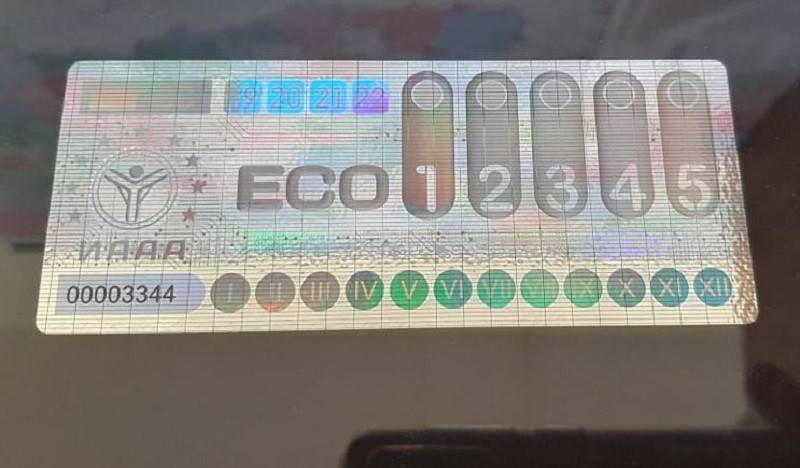 19 20 21 22
ECO 1 2 3 4 5
ИААА
00003344 I II III IV V VI VII VIII IX X XI XII